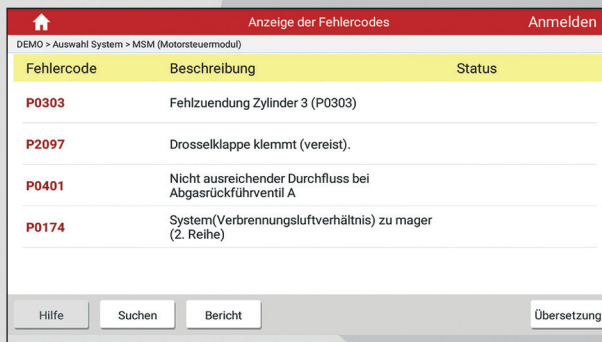 Anzeige der Fehlercodes Anmelden
DEMO > Auswahl System > MSM (Motorsteuermodul)
Fehlercode Beschreibung Status
P0303 Fehlzuendung Zylinder 3 (P0303)
P2097 Drosselklappe klemmt (vereist).
P0401 Nicht ausreichender Durchfluss bei
Abgasrückführventil A
P0174 System(Verbrennungsluftverhältnis) zu mager
(2. Reihe)
Hilfe Suchen Bericht Übersetzung